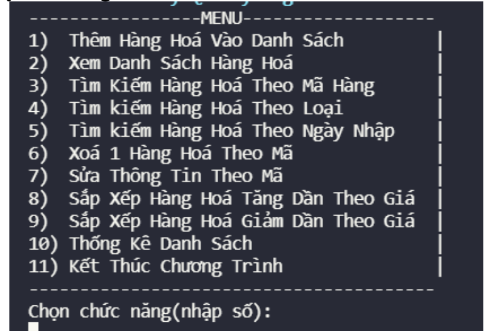 -----------------MENU-------------------
1)  Thêm Hàng Hoá Vào Danh Sách |
2)  Xem Danh Sách Hàng Hoá |
3)  Tìm Kiếm Hàng Hoá Theo Mã Hàng |
4)  Tìm kiếm Hàng Hoá Theo Loại |
5)  Tìm kiếm Hàng Hoá Theo Ngày Nhập |
6)  Xoá 1 Hàng Hoá Theo Mã |
7)  Sửa Thông Tin Theo Mã |
8)  Sắp Xếp Hàng Hoá Tăng Dần Theo Giá |
9)  Sắp Xếp Hàng Hoá Giảm Dần Theo Giá |
10) Thống Kê Danh Sách |
11) Kết Thúc Chương Trình |
----------------------------------------
Chọn chức năng(nhập số):